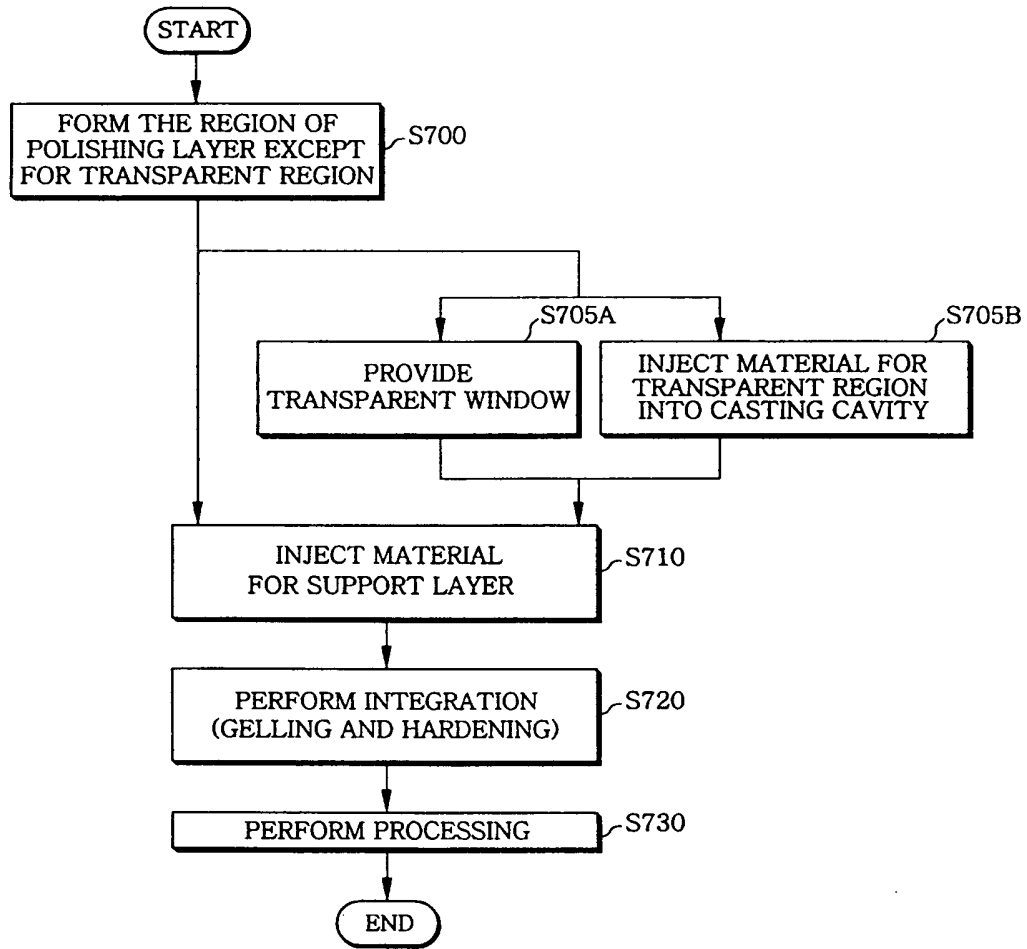 START
FORM THE REGION OF
POLISHING LAYER EXCEPT
FOR TRANSPARENT REGION
S700
S705A
PROVIDE
TRANSPARENT WINDOW
S705B
INJECT MATERIAL FOR
TRANSPARENT REGION
INTO CASTING CAVITY
INJECT MATERIAL
FOR SUPPORT LAYER
S710
PERFORM INTEGRATION
(GELLING AND HARDENING)
S720
PERFORM PROCESSING
S730
END